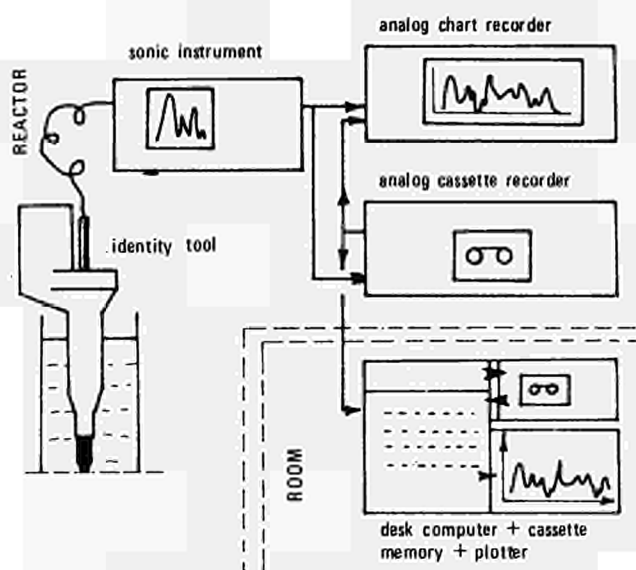 analog chart recorder
sonic instrument
REACTOR
analog cassette recorder
identity tool
ROOM
desk computer + cassette
memory + plotter